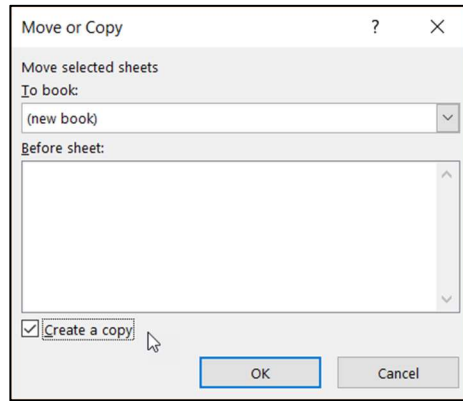 Move or Copy ?
Move selected sheets
To book:
(new book)
Before sheet:
Create a copy
OK Cancel